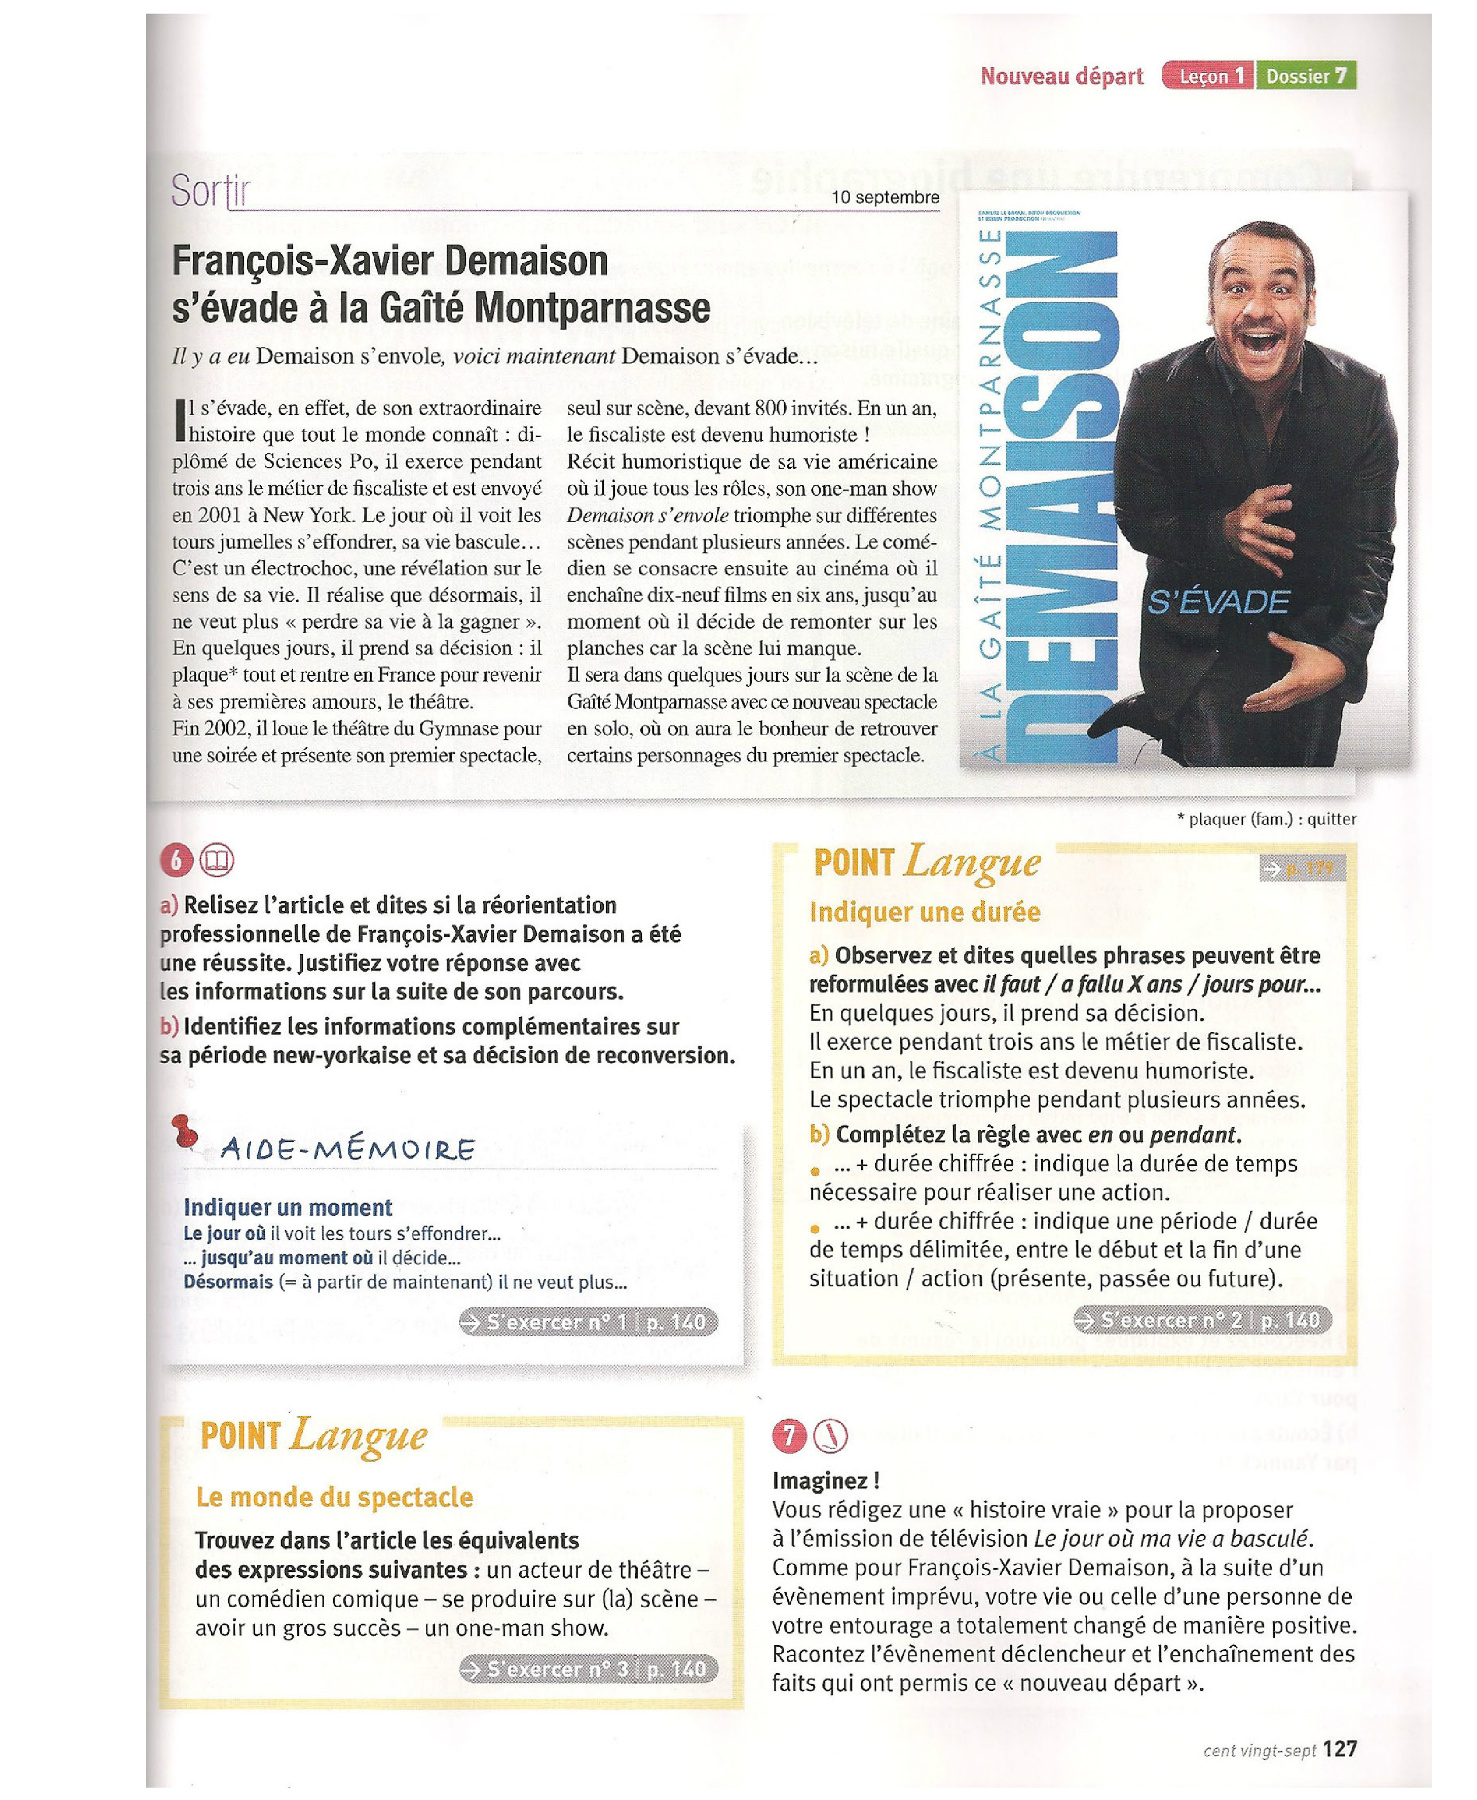 Nouveau départ Leçon 1 Dossier 7
Sortir
10 septembre
François-Xavier Demaison
s'évade à la Gaîté Montparnasse
Il y a eu Demaison s'envole, voici maintenant Demaison s'évade...
Il s'évade, en effet, de son extraordinaire
histoire que tout le monde connaît : di-
plômé de Sciences Po, il exerce pendant
trois ans le métier de fiscaliste et est envoyé
en 2001 à New York. Le jour où il voit les
tours jumelles s'effondrer, sa vie bascule...
C'est un électrochoc, une révélation sur le
sens de sa vie. Il réalise que désormais, il
ne veut plus « perdre sa vie à la gagner ».
En quelques jours, il prend sa décision : il
plaque* tout et rentre en France pour revenir
à ses premières amours, le théâtre.
Fin 2002, il loue le théâtre du Gymnase pour
une soirée et présente son premier spectacle,
seul sur scène, devant 800 invités. En un an,
le fiscaliste est devenu humoriste !
Récit humoristique de sa vie américaine
où il joue tous les rôles, son one-man show
Demaison s'envole triomphe sur différentes
scènes pendant plusieurs années. Le comé-
dien se consacre ensuite au cinéma où il
enchaîne dix-neuf films en six ans, jusqu'au
moment où il décide de remonter sur les
planches car la scène lui manque.
Il sera dans quelques jours sur la scène de la
Gaîté Montparnasse avec ce nouveau spectacle
en solo, où on aura le bonheur de retrouver
certains personnages du premier spectacle.
À LA GAÎTÉ MONTPARNASSE
DEMAISON
S'ÉVADE
* plaquer (fam.) : quitter
6
a) Relisez l'article et dites si la réorientation
professionnelle de François-Xavier Demaison a été
une réussite. Justifiez votre réponse avec
les informations sur la suite de son parcours.
b) Identifiez les informations complémentaires sur
sa période new-yorkaise et sa décision de reconversion.
AIDE-MÉMOIRE
Indiquer un moment
Le jour où il voit les tours s'effondrer...
... jusqu'au moment où il décide...
Désormais (= à partir de maintenant) il ne veut plus...
→ S'exercer n° 1 | p. 140
POINT Langue
→ p. 179
Indiquer une durée
a) Observez et dites quelles phrases peuvent être
reformulées avec il faut / a fallu X ans / jours pour...
En quelques jours, il prend sa décision.
Il exerce pendant trois ans le métier de fiscaliste.
En un an, le fiscaliste est devenu humoriste.
Le spectacle triomphe pendant plusieurs années.
b) Complétez la règle avec en ou pendant.
• ... + durée chiffrée : indique la durée de temps
nécessaire pour réaliser une action.
• ... + durée chiffrée : indique une période / durée
de temps délimitée, entre le début et la fin d'une
situation / action (présente, passée ou future).
→ S'exercer n° 2 | p. 140
POINT Langue
Le monde du spectacle
Trouvez dans l'article les équivalents
des expressions suivantes : un acteur de théâtre –
un comédien comique – se produire sur (la) scène –
avoir un gros succès – un one-man show.
→ S'exercer n° 3 | p. 140
7
Imaginez !
Vous rédigez une « histoire vraie » pour la proposer
à l'émission de télévision Le jour où ma vie a basculé.
Comme pour François-Xavier Demaison, à la suite d'un
évènement imprévu, votre vie ou celle d'une personne de
votre entourage a totalement changé de manière positive.
Racontez l'évènement déclencheur et l'enchaînement des
faits qui ont permis ce « nouveau départ ».
cent vingt-sept 127